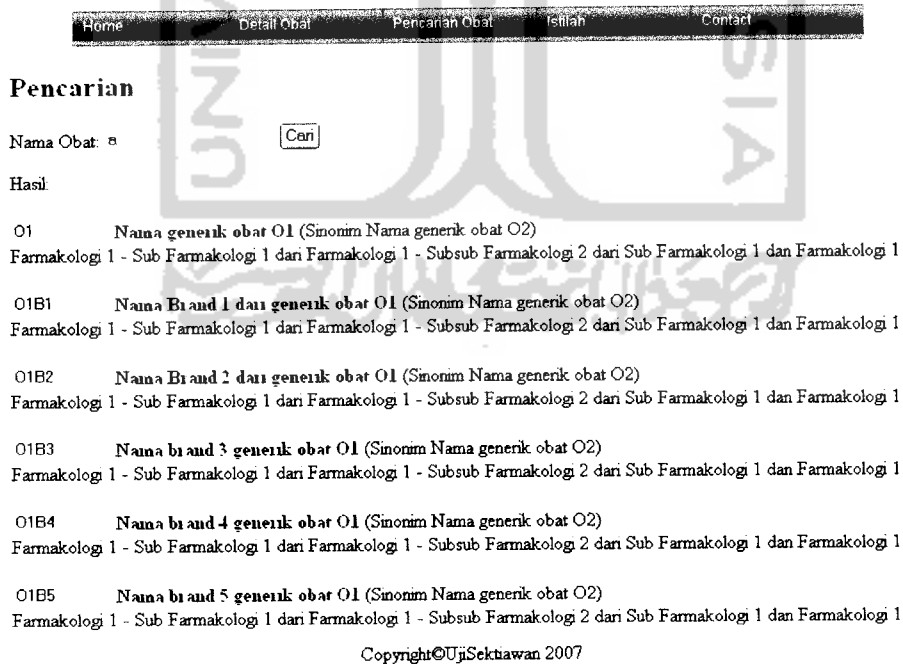 Home Detail Obat Pencarian Obat Istilah Contact
Pencarian
Nama Obat: a Cari
Hasil:
O1 Nama generik obat O1 (Sinonim Nama generik obat O2)
Farmakologi 1 - Sub Farmakologi 1 dari Farmakologi 1 - Subsub Farmakologi 2 dari Sub Farmakologi 1 dan Farmakologi 1
O1B1 Nama Brand 1 dari generik obat O1 (Sinonim Nama generik obat O2)
Farmakologi 1 - Sub Farmakologi 1 dari Farmakologi 1 - Subsub Farmakologi 2 dari Sub Farmakologi 1 dan Farmakologi 1
O1B2 Nama Brand 2 dari generik obat O1 (Sinonim Nama generik obat O2)
Farmakologi 1 - Sub Farmakologi 1 dari Farmakologi 1 - Subsub Farmakologi 2 dari Sub Farmakologi 1 dan Farmakologi 1
O1B3 Nama brand 3 generik obat O1 (Sinonim Nama generik obat O2)
Farmakologi 1 - Sub Farmakologi 1 dari Farmakologi 1 - Subsub Farmakologi 2 dari Sub Farmakologi 1 dan Farmakologi 1
O1B4 Nama brand 4 generik obat O1 (Sinonim Nama generik obat O2)
Farmakologi 1 - Sub Farmakologi 1 dari Farmakologi 1 - Subsub Farmakologi 2 dari Sub Farmakologi 1 dan Farmakologi 1
O1B5 Nama brand 5 generik obat O1 (Sinonim Nama generik obat O2)
Farmakologi 1 - Sub Farmakologi 1 dari Farmakologi 1 - Subsub Farmakologi 2 dari Sub Farmakologi 1 dan Farmakologi 1
Copyright©UjiSektiawan 2007